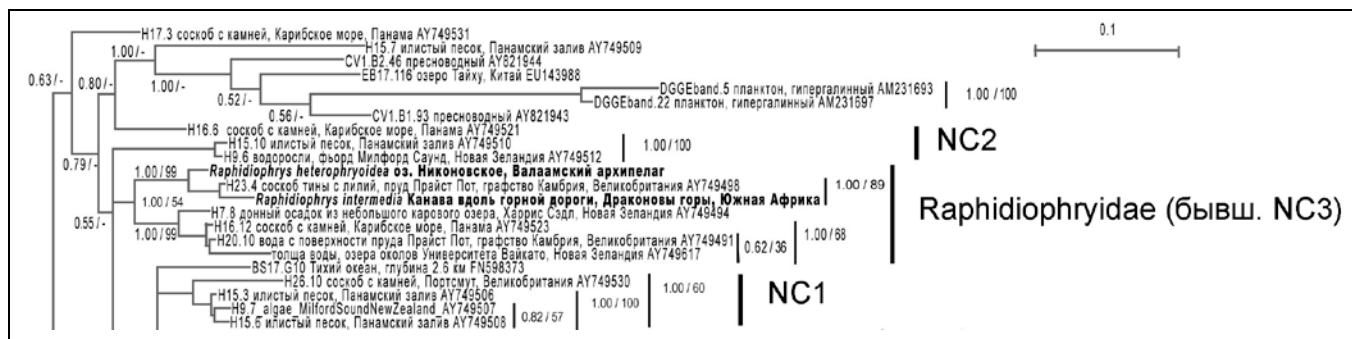 H17.3 соскоб с камней, Карибское море, Панама AY749531
0.1
1.00/-
H15.7 илистый песок, Панамский залив AY749509
CV1.B2.46 пресноводный AY821944
0.63/-
0.80/-
EB17.116 озеро Тайху, Китай EU143988
1.00/-
DGGEband.5 планктон, гипергалинный AM231693
1.00 / 100
0.52/-
DGGEband.22 планктон, гипергалинный AM231697
0.56/-
CV1.B1.93 пресноводный AY821943
H16.6 соскоб с камней, Карибское море, Панама AY749521
H15.10 илистый песок, Панамский залив AY749510
1.00 / 100
NC2
H9.6 водоросли, фьорд Милфорд Саунд, Новая Зеландия AY749512
0.79/-
1.00/99
Raphidiophrys heterophryoidea оз. Никоновское, Валаамский архипелаг
H23.4 соскоб тины с лилий, пруд Прайст Пот, графство Камбрия, Великобритания AY749498
1.00 / 89
Raphidiophrys intermedia Канава вдоль горной дороги, Драконовы горы, Южная Африка
1.00 / 54
H7.8 донный осадок из небольшого карового озера, Харрис Сэдл, Новая Зеландия AY749494
Raphidiophryidae (бывш. NC3)
0.55/-
H16.12 соскоб с камней, Карибское море, Панама AY749523
1.00/99
H20.10 вода с поверхности пруда Прайст Пот, графство Камбрия, Великобритания AY749491
0.62 / 36
1.00 / 68
толща воды, озера околов Университета Вайкато, Новая Зеландия AY749617
BS17.G10 Тихий океан, глубина 2.6 км FN598373
H26.10 соскоб с камней, Портсмут, Великобритания AY749530
1.00 / 60
NC1
H15.3 илистый песок, Панамский залив AY749506
1.00 / 100
H9.7_algae_MilfordSoundNewZealand_AY749507
0.82 / 57
H15.6 илистый песок, Панамский залив AY749508